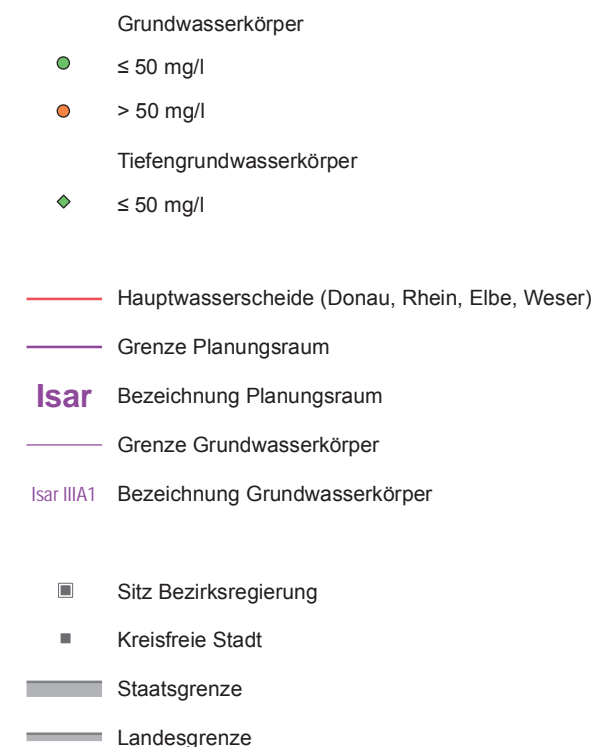 Grundwasserkörper
≤ 50 mg/l
> 50 mg/l
Tiefengrundwasserkörper
≤ 50 mg/l
Hauptwasserscheide (Donau, Rhein, Elbe, Weser)
Grenze Planungsraum
Isar Bezeichnung Planungsraum
Grenze Grundwasserkörper
Isar IIIA1 Bezeichnung Grundwasserkörper
Sitz Bezirksregierung
Kreisfreie Stadt
Staatsgrenze
Landesgrenze